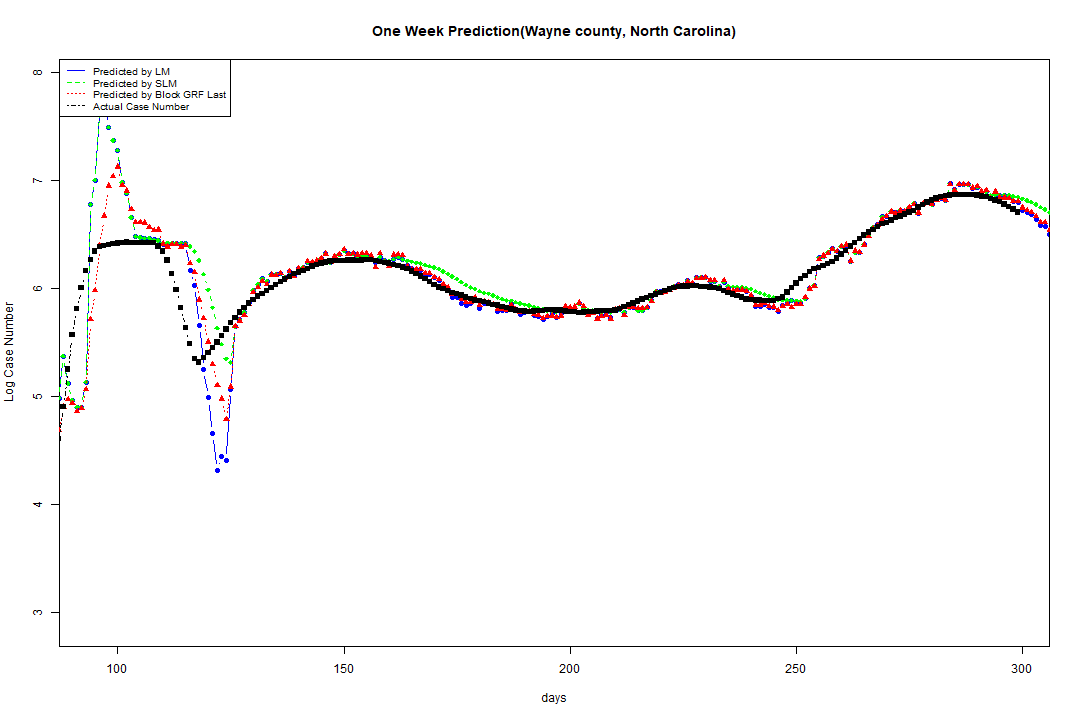 One Week Prediction(Wayne county, North Carolina)
Predicted by LM
Predicted by SLM
Predicted by Block GRF Last
Actual Case Number
Log Case Number
8
7
6
5
4
3
100 150 200 250 300
days